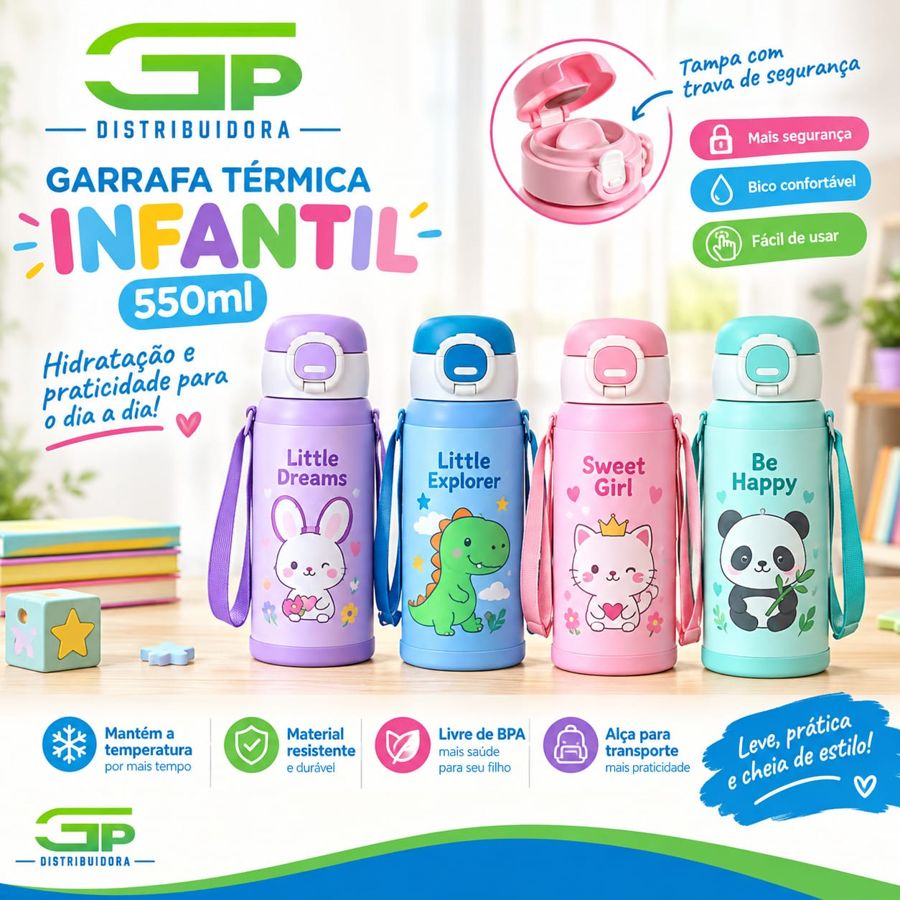 GP
DISTRIBUIDORA
GARRAFA TÉRMICA
INFANTIL
550ml
Hidratação e
praticidade para
o dia a dia!
Tampa com
trava de segurança
Mais segurança
Bico confortável
Fácil de usar
Little
Dreams
Little
Explorer
Sweet
Girl
Be
Happy
Mantém a
temperatura
por mais tempo
Material
resistente
e durável
Livre de BPA
mais saúde
para seu filho
Alça para
transporte
mais praticidade
Leve, prática
e cheia de estilo!
GP
DISTRIBUIDORA